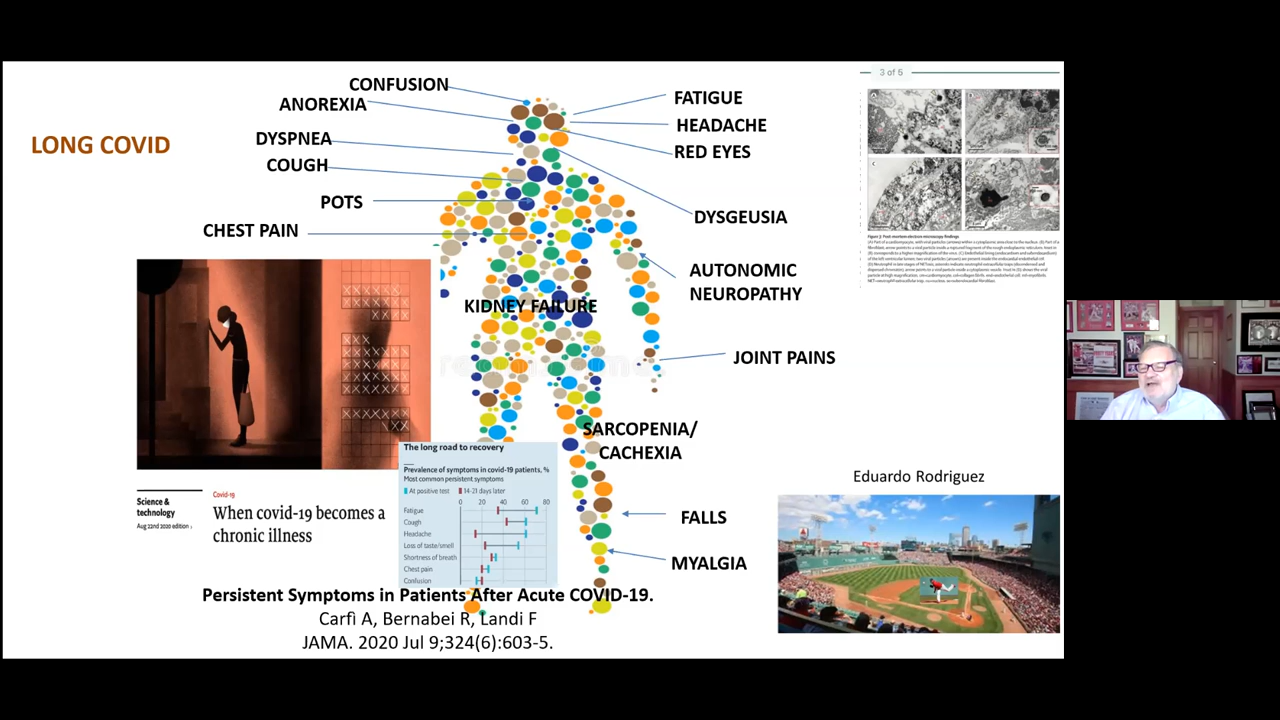 LONG COVID
CONFUSION
ANOREXIA
DYSPNEA
COUGH
POTS
CHEST PAIN
FATIGUE
HEADACHE
RED EYES
DYSGEUSIA
AUTONOMIC
NEUROPATHY
KIDNEY FAILURE
JOINT PAINS
SARCOPENIA/
CACHEXIA
FALLS
MYALGIA
3 of 5
Science &
technology
Aug 22nd 2020 edition
Covid-19
When covid-19 becomes a
chronic illness
The long road to recovery
Prevalence of symptoms in covid-19 patients, %
Most common persistent symptoms
At positive test 14-21 days later
0 20 40 60 80
Fatigue
Cough
Headache
Loss of taste/smell
Shortness of breath
Chest pain
Confusion
Persistent Symptoms in Patients After Acute COVID-19.
Carfì A, Bernabei R, Landi F
JAMA. 2020 Jul 9;324(6):603-5.
Eduardo Rodriguez